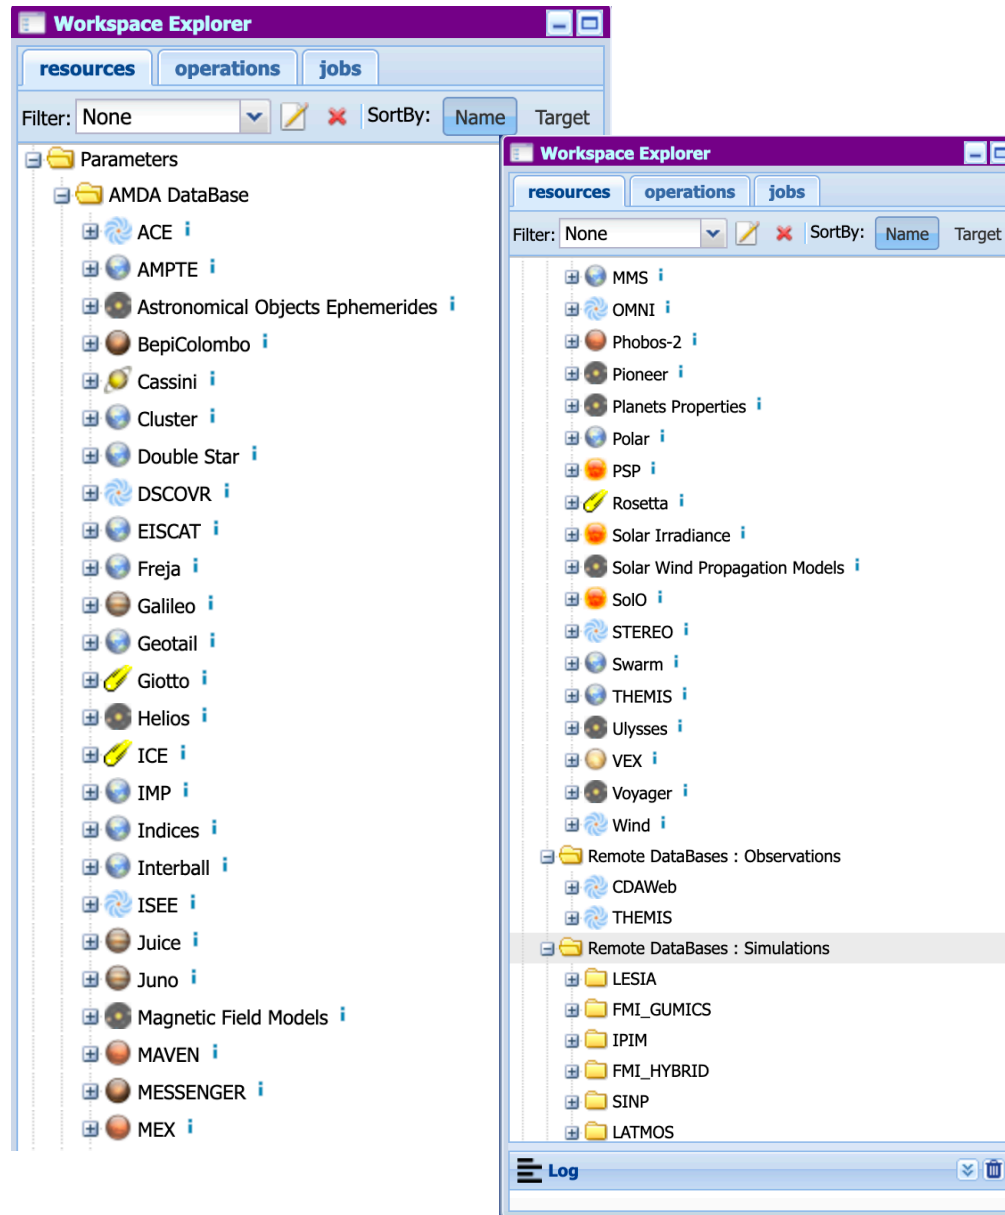 Workspace Explorer
resources operations jobs
Filter: None SortBy: Name Target
Parameters
AMDA DataBase
ACE i
AMPTE i
Astronomical Objects Ephemerides i
BepiColombo i
Cassini i
Cluster i
Double Star i
DSCOVR i
EISCAT i
Freja i
Galileo i
Geotail i
Giotto i
Helios i
ICE i
IMP i
Indices i
Interball i
ISEE i
Juice i
Juno i
Magnetic Field Models i
MAVEN i
MESSENGER i
MEX i
Workspace Explorer
resources operations jobs
Filter: None SortBy: Name Target
MMS i
OMNI i
Phobos-2 i
Pioneer i
Planets Properties i
Polar i
PSP i
Rosetta i
Solar Irradiance i
Solar Wind Propagation Models i
SolO i
STEREO i
Swarm i
THEMIS i
Ulysses i
VEX i
Voyager i
Wind i
Remote DataBases : Observations
CDAWeb
THEMIS
Remote DataBases : Simulations
LESIA
FMI_GUMICS
IPIM
FMI_HYBRID
SINP
LATMOS
Log